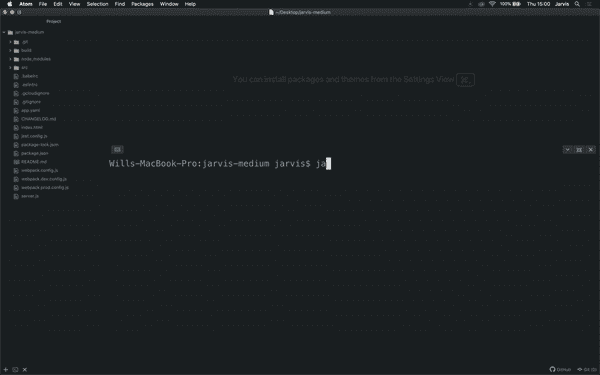 Atom File Edit View Selection Find Packages Window Help 100% Thu 15:00 Jarvis
~/Desktop/jarvis-medium
Project
jarvis-medium
.git
build
node_modules
src
.babelrc
.eslintrc
.gcloudignore
.gitignore
app.yaml
CHANGELOG.md
index.html
jest.config.js
package-lock.json
package.json
README.md
webpack.config.js
webpack.dev.config.js
webpack.prod.config.js
server.js
You can install packages and themes from the Settings View
Wills-MacBook-Pro:jarvis-medium jarvis$ ja
GitHub